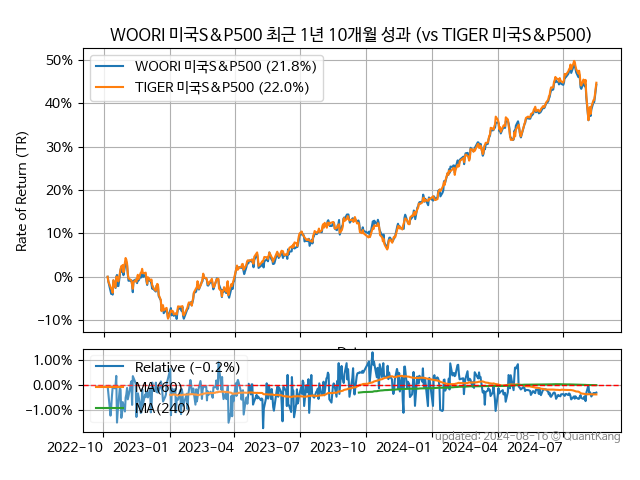 WOORI 미국S&P500 최근 1년 10개월 성과 (vs TIGER 미국S&P500)
Rate of Return (TR)
50%
40%
30%
20%
10%
0%
−10%
WOORI 미국S&P500 (21.8%)
TIGER 미국S&P500 (22.0%)
1.00%
0.00%
−1.00%
Relative (−0.2%)
MA(60)
MA(240)
2022-10 2023-01 2023-04 2023-07 2023-10 2024-01 2024-04 2024-07
updated: 2024-08-16 © QuantKang